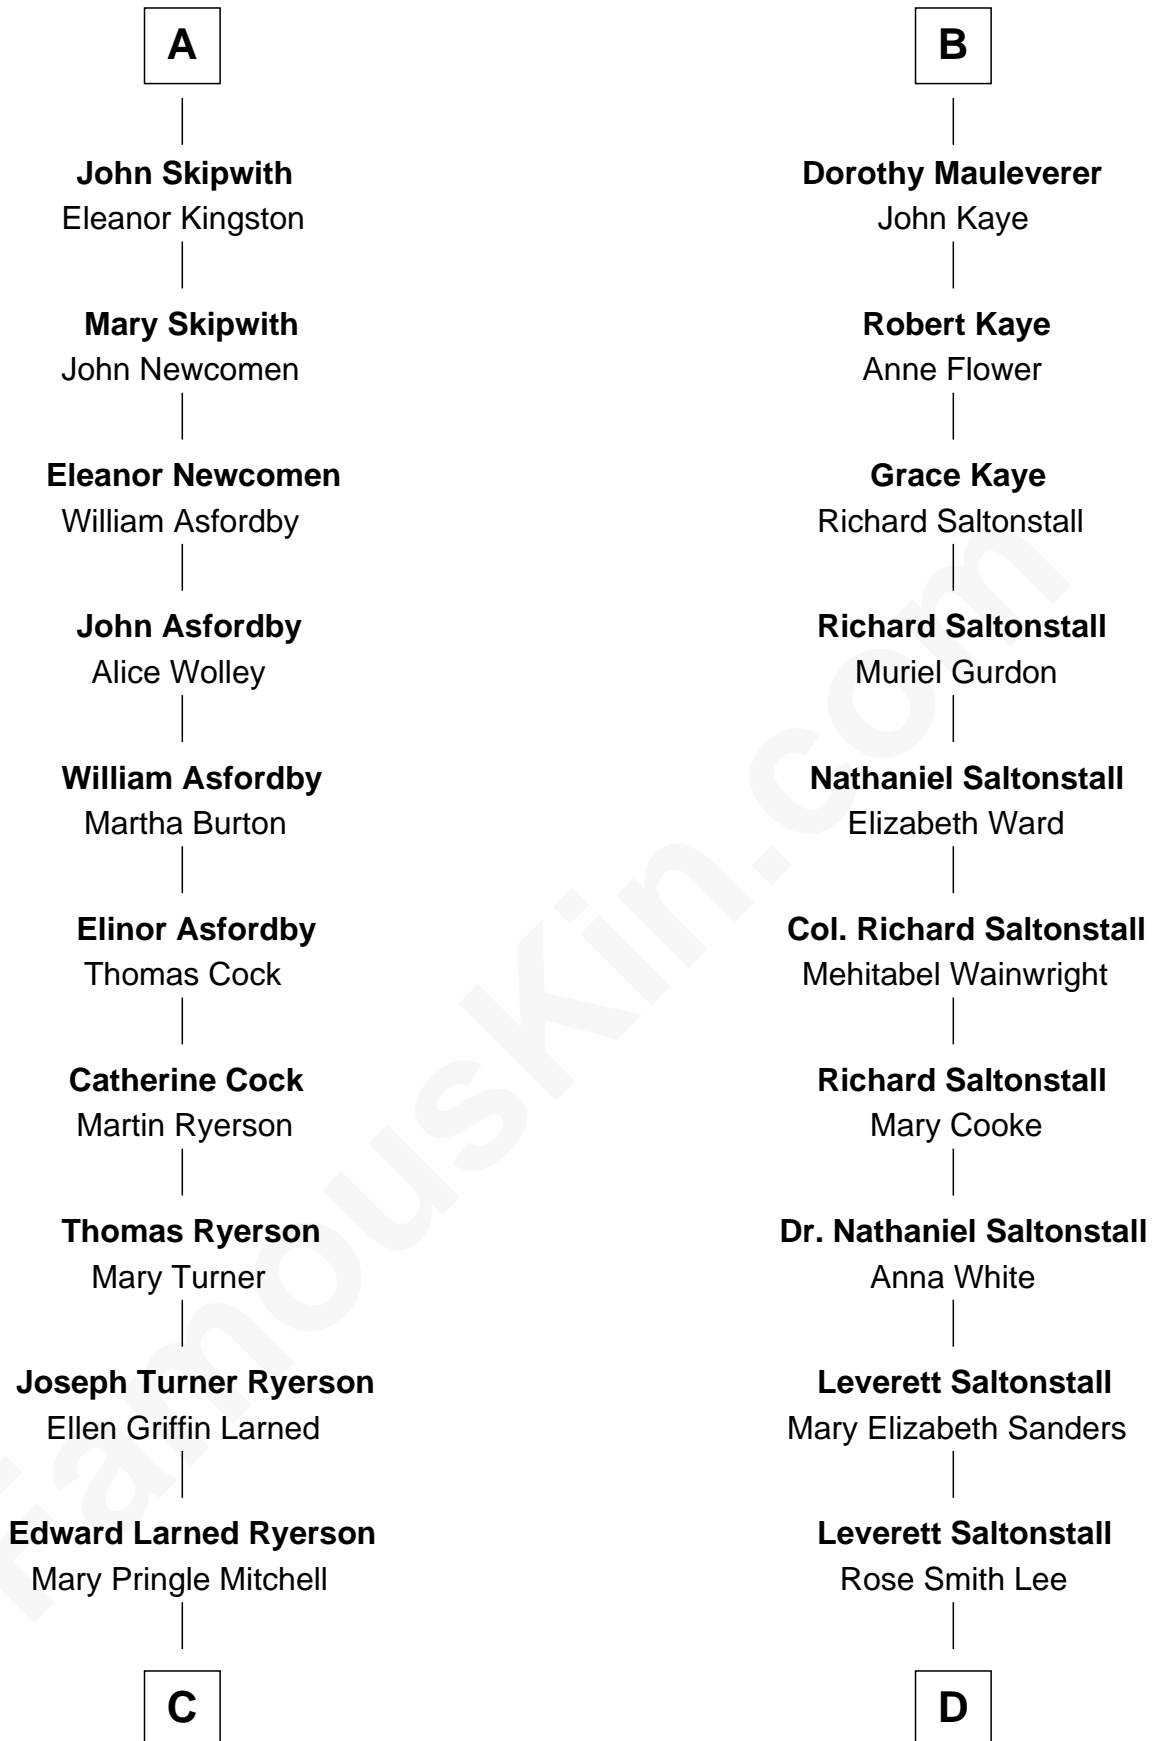 A
John Skipwith
Eleanor Kingston
Mary Skipwith
John Newcomen
Eleanor Newcomen
William Asfordby
John Asfordby
Alice Wolley
William Asfordby
Martha Burton
Elinor Asfordby
Thomas Cock
Catherine Cock
Martin Ryerson
Thomas Ryerson
Mary Turner
Joseph Turner Ryerson
Ellen Griffin Larned
Edward Larned Ryerson
Mary Pringle Mitchell
C
B
Dorothy Mauleverer
John Kaye
Robert Kaye
Anne Flower
Grace Kaye
Richard Saltonstall
Richard Saltonstall
Muriel Gurdon
Nathaniel Saltonstall
Elizabeth Ward
Col. Richard Saltonstall
Mehitabel Wainwright
Richard Saltonstall
Mary Cooke
Dr. Nathaniel Saltonstall
Anna White
Leverett Saltonstall
Mary Elizabeth Sanders
Leverett Saltonstall
Rose Smith Lee
D
FamousKin.com